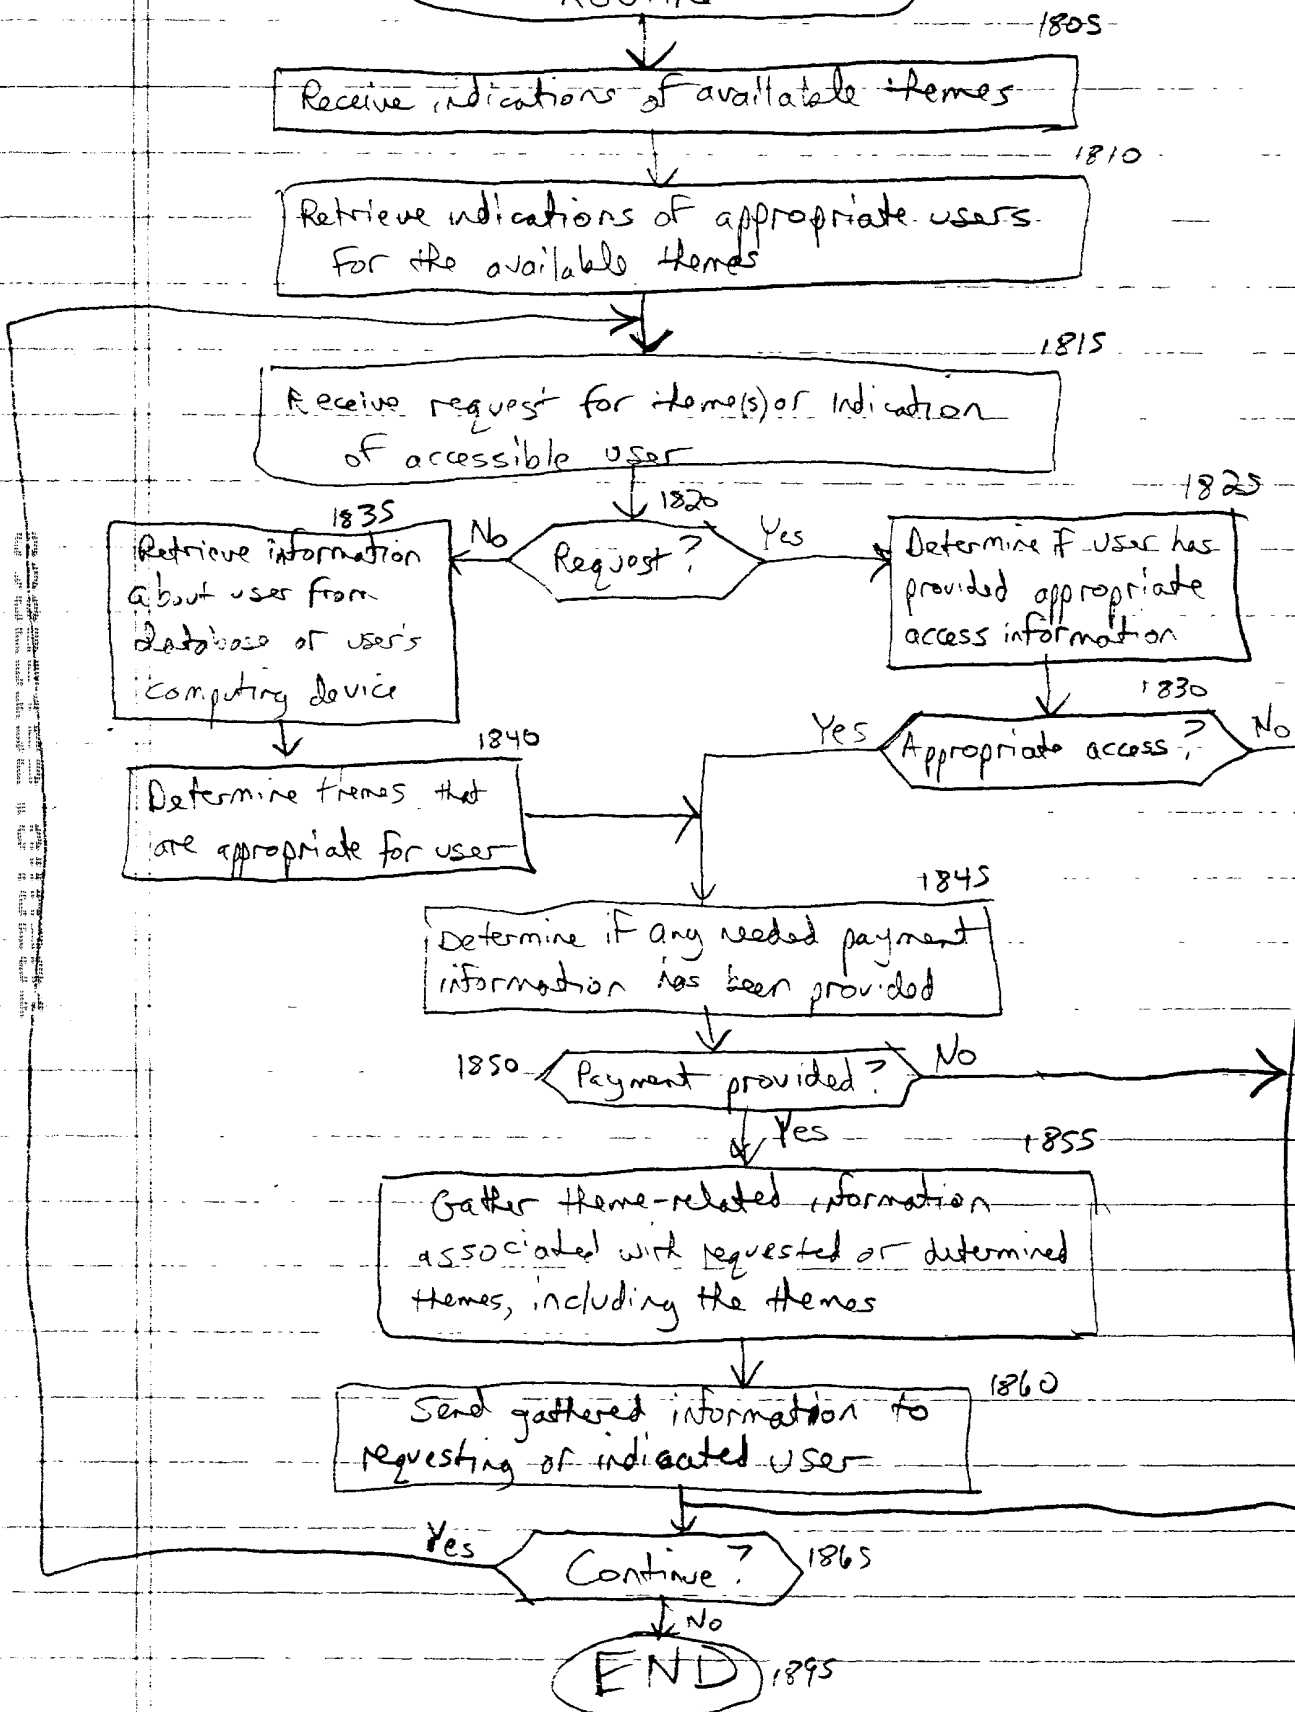 1805
Receive indications of available themes
1810
Retrieve indications of appropriate users
for the available themes
1815
Receive request for theme(s) or indication
of accessible user
1820
Request?
No
Yes
1835
Retrieve information
about user from
database or user's
computing device
1825
Determine if user has
provided appropriate
access information
1830
Appropriate access?
Yes
No
1840
Determine themes that
are appropriate for user
1845
Determine if any needed payment
information has been provided
1850
Payment provided?
No
Yes
1855
Gather theme-related information
associated with requested or determined
themes, including the themes
1860
Send gathered information to
requesting or indicated user
Yes
Continue?
1865
No
END
1895